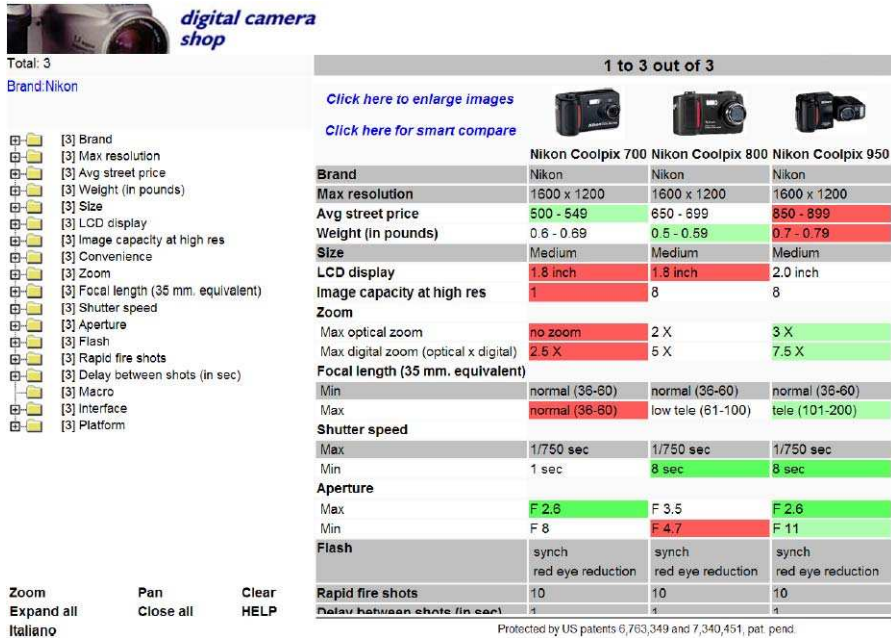 digital camera
shop
Total: 3
Brand:Nikon
[3] Brand
[3] Max resolution
[3] Avg street price
[3] Weight (in pounds)
[3] Size
[3] LCD display
[3] Image capacity at high res
[3] Convenience
[3] Zoom
[3] Focal length (35 mm. equivalent)
[3] Shutter speed
[3] Aperture
[3] Flash
[3] Rapid fire shots
[3] Delay between shots (in sec)
[3] Macro
[3] Interface
[3] Platform
Zoom Pan Clear
Expand all Close all HELP
Italiano
1 to 3 out of 3
Click here to enlarge images
Click here for smart compare
Nikon Coolpix 700 Nikon Coolpix 800 Nikon Coolpix 950
Brand Nikon Nikon Nikon
Max resolution 1600 x 1200 1600 x 1200 1600 x 1200
Avg street price 500 - 549 650 - 699 850 - 899
Weight (in pounds) 0.6 - 0.69 0.5 - 0.59 0.7 - 0.79
Size Medium Medium Medium
LCD display 1.8 inch 1.8 inch 2.0 inch
Image capacity at high res 1 8 8
Zoom
Max optical zoom no zoom 2 X 3 X
Max digital zoom (optical x digital) 2.5 X 5 X 7.5 X
Focal length (35 mm. equivalent)
Min normal (36-60) normal (36-60) normal (36-60)
Max normal (36-60) low tele (61-100) tele (101-200)
Shutter speed
Max 1/750 sec 1/750 sec 1/750 sec
Min 1 sec 8 sec 8 sec
Aperture
Max F 2.6 F 3.5 F 2.6
Min F 8 F 4.7 F 11
Flash synch synch synch
red eye reduction red eye reduction red eye reduction
Rapid fire shots 10 10 10
Delay between shots (in sec) 1 1 1
Protected by US patents 6,763,349 and 7,340,451, pat. pend.